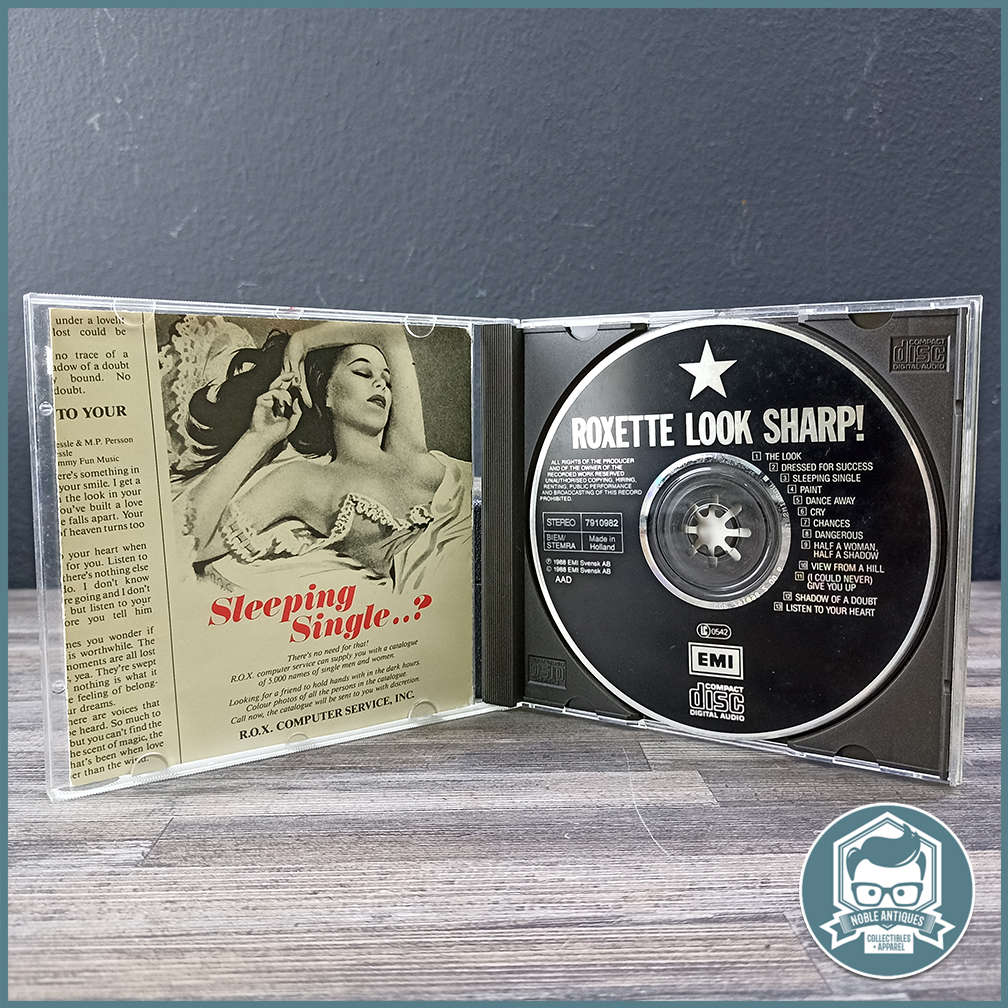 under a
lost could be
no trace of a
dow of a doubt
bound. No
doubt.
TO YOUR
essle & M.P. Persson
ssle
mmy Fun Music
ere's something in
your smile. I get a
the look in your
ou've built a love
e falls apart. Your
of heaven turns too
your heart when
for you. Listen to
there's nothing else
do. I don't know
re going and I don't
but listen to your
ore you tell him
nes you wonder if
is worthwhile. The
moments are all lost
, yea. They're swept
nothing is what it
e feeling of belong-
ur dreams.
ere are voices that
be heard. So much to
but you can't find the
he scent of magic, the
hat's been when love
er than the wind.
Sleeping
Single..?
There's no need for that!
R.O.X. computer service can supply you with a catalogue
of 5.000 names of single men and women.
Looking for a friend to hold hands with in the dark hours.
Colour photos of all the persons in the catalogue.
Call now, the catalogue will be sent to you with discretion.
R.O.X. COMPUTER SERVICE, INC.
COMPACT
disc
DIGITAL AUDIO
ROXETTE LOOK SHARP!
ALL RIGHTS OF THE PRODUCER
AND OF THE OWNER OF THE
RECORDED WORK RESERVED
UNAUTHORISED COPYING, HIRING,
RENTING, PUBLIC PERFORMANCE
AND BROADCASTING OF THIS RECORD
PROHIBITED.
STEREO 7910982
BIEM/ STEMRA Made in Holland
℗ 1988 EMI Svensk AB
© 1988 EMI Svensk AB
AAD
1 THE LOOK
2 DRESSED FOR SUCCESS
3 SLEEPING SINGLE
4 PAINT
5 DANCE AWAY
6 CRY
7 CHANCES
8 DANGEROUS
9 HALF A WOMAN,
HALF A SHADOW
10 VIEW FROM A HILL
11 (I COULD NEVER)
GIVE YOU UP
12 SHADOW OF A DOUBT
13 LISTEN TO YOUR HEART
LC 0542
EMI
COMPACT
disc
DIGITAL AUDIO
NOBLE ANTIQUES
COLLECTIBLES
+ APPAREL